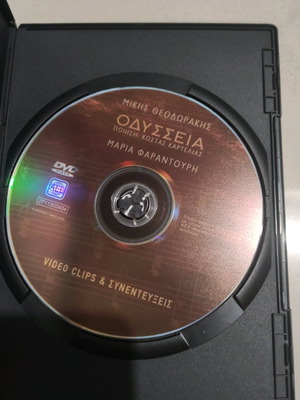 ΜΙΚΗΣ ΘΕΟΔΩΡΑΚΗΣ
ΟΔΥΣΣΕΙΑ
ΠΟΙΗΣΗ: ΚΩΣΤΑΣ ΚΑΡΤΕΛΙΑΣ
ΜΑΡΙΑ ΦΑΡΑΝΤΟΥΡΗ
DVD
VIDEO CLIPS & ΣΥΝΕΝΤΕΥΞΕΙΣ